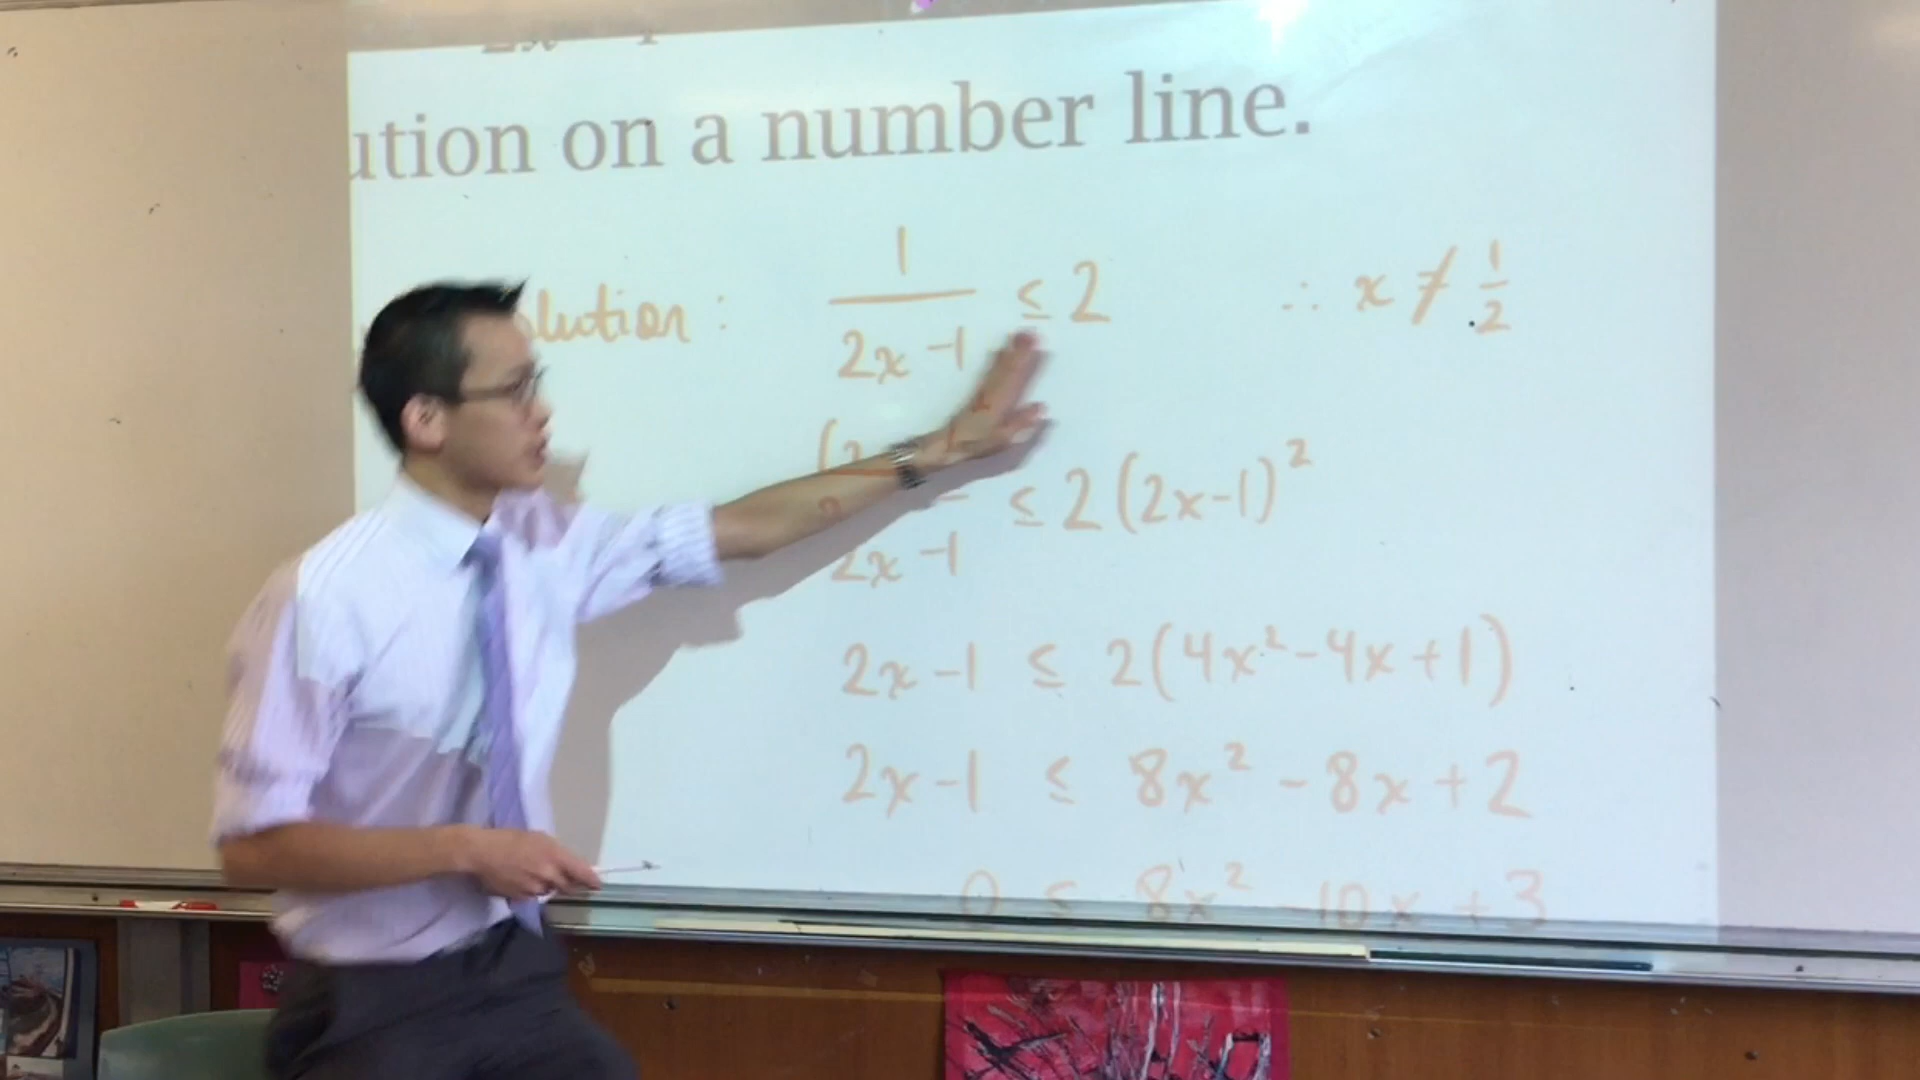 ution on a number line.
lution : 1/(2x-1) ≤ 2 ∴ x ≠ 1/2
≤ 2(2x-1)²
2x -1
2x -1 ≤ 2(4x²-4x+1)
2x-1 ≤ 8x² - 8x + 2
0 ≤ 8x² -10x + 3